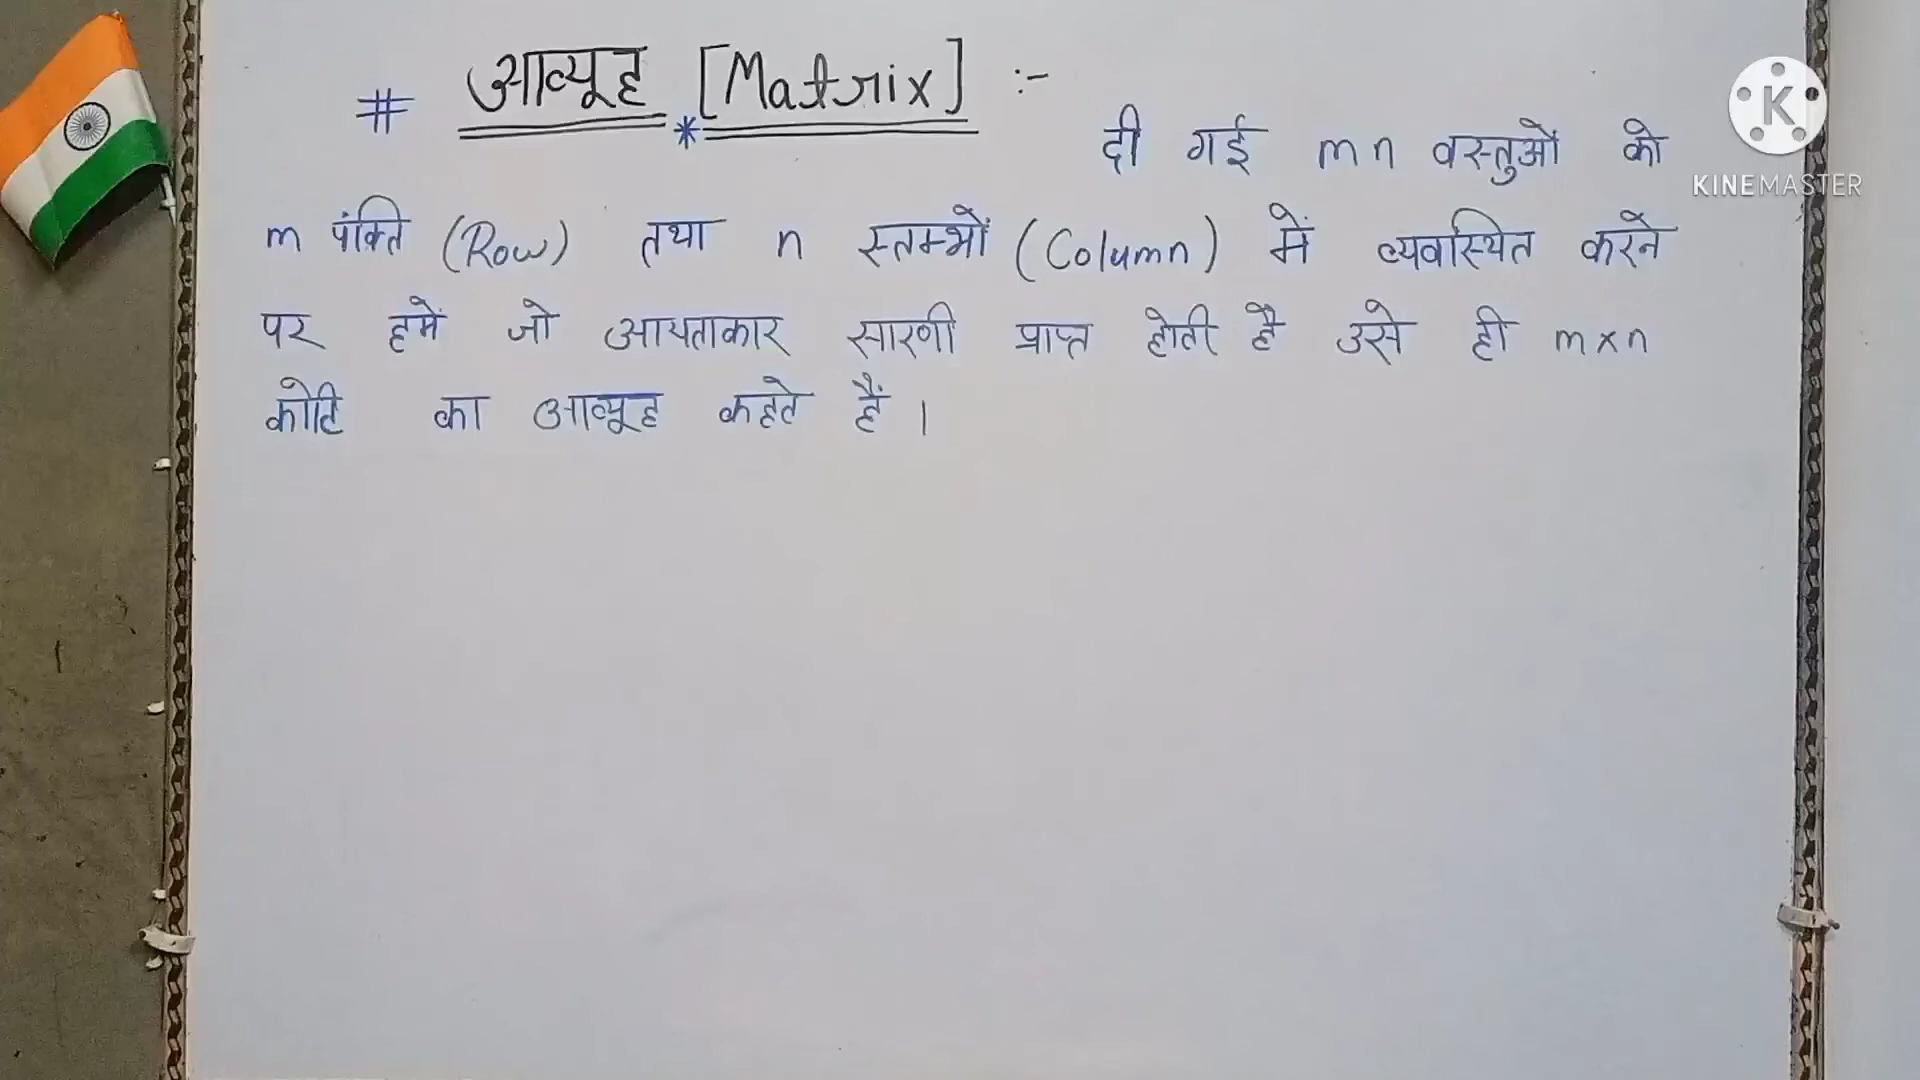 # आव्यूह * [Matrix] :-
दी गई mn वस्तुओं को
m पंक्ति (Row) तथा n स्तम्भों (Column) में व्यवस्थित करने
पर हमें जो आयताकार सारणी प्राप्त होती है उसे ही m×n
कोटि का आव्यूह कहते हैं ।
K
KINEMASTER